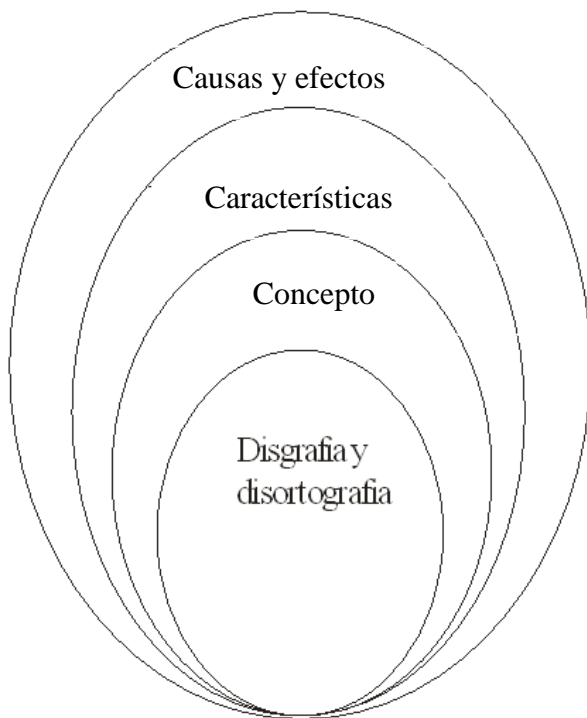 Causas y efectos
Características
Concepto
Disgrafia y
disortografia